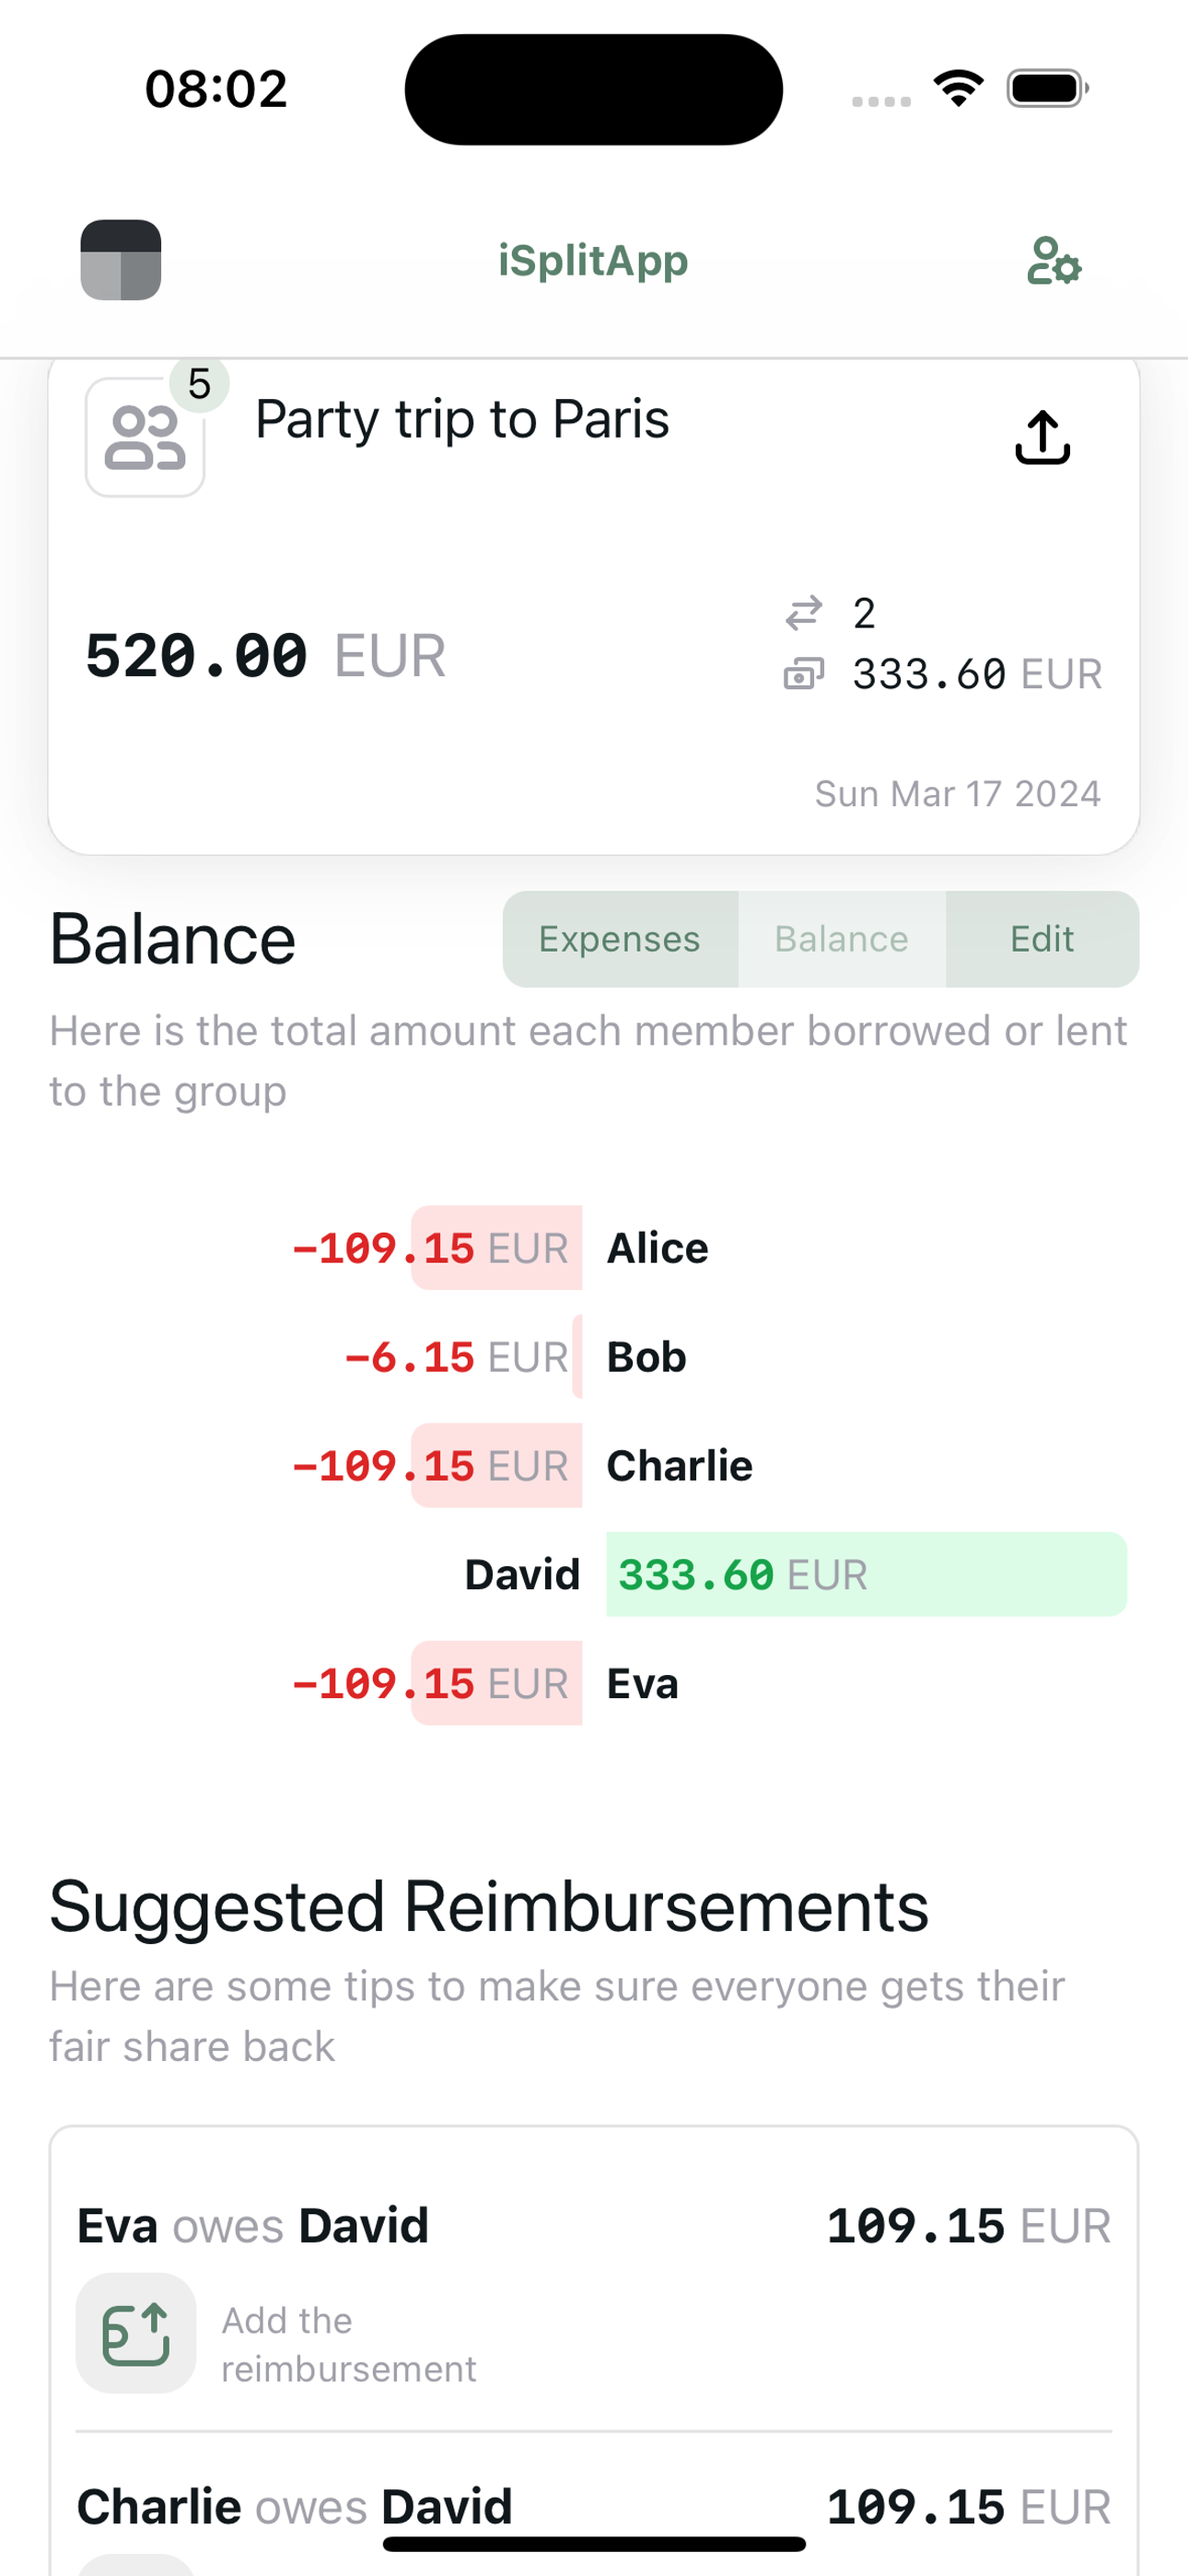 08:02
iSplitApp
5
Party trip to Paris
520.00 EUR
2
333.60 EUR
Sun Mar 17 2024
Balance
Expenses
Balance
Edit
Here is the total amount each member borrowed or lent
to the group
-109.15 EUR Alice
-6.15 EUR Bob
-109.15 EUR Charlie
David 333.60 EUR
-109.15 EUR Eva
Suggested Reimbursements
Here are some tips to make sure everyone gets their
fair share back
Eva owes David 109.15 EUR
Add the
reimbursement
Charlie owes David 109.15 EUR